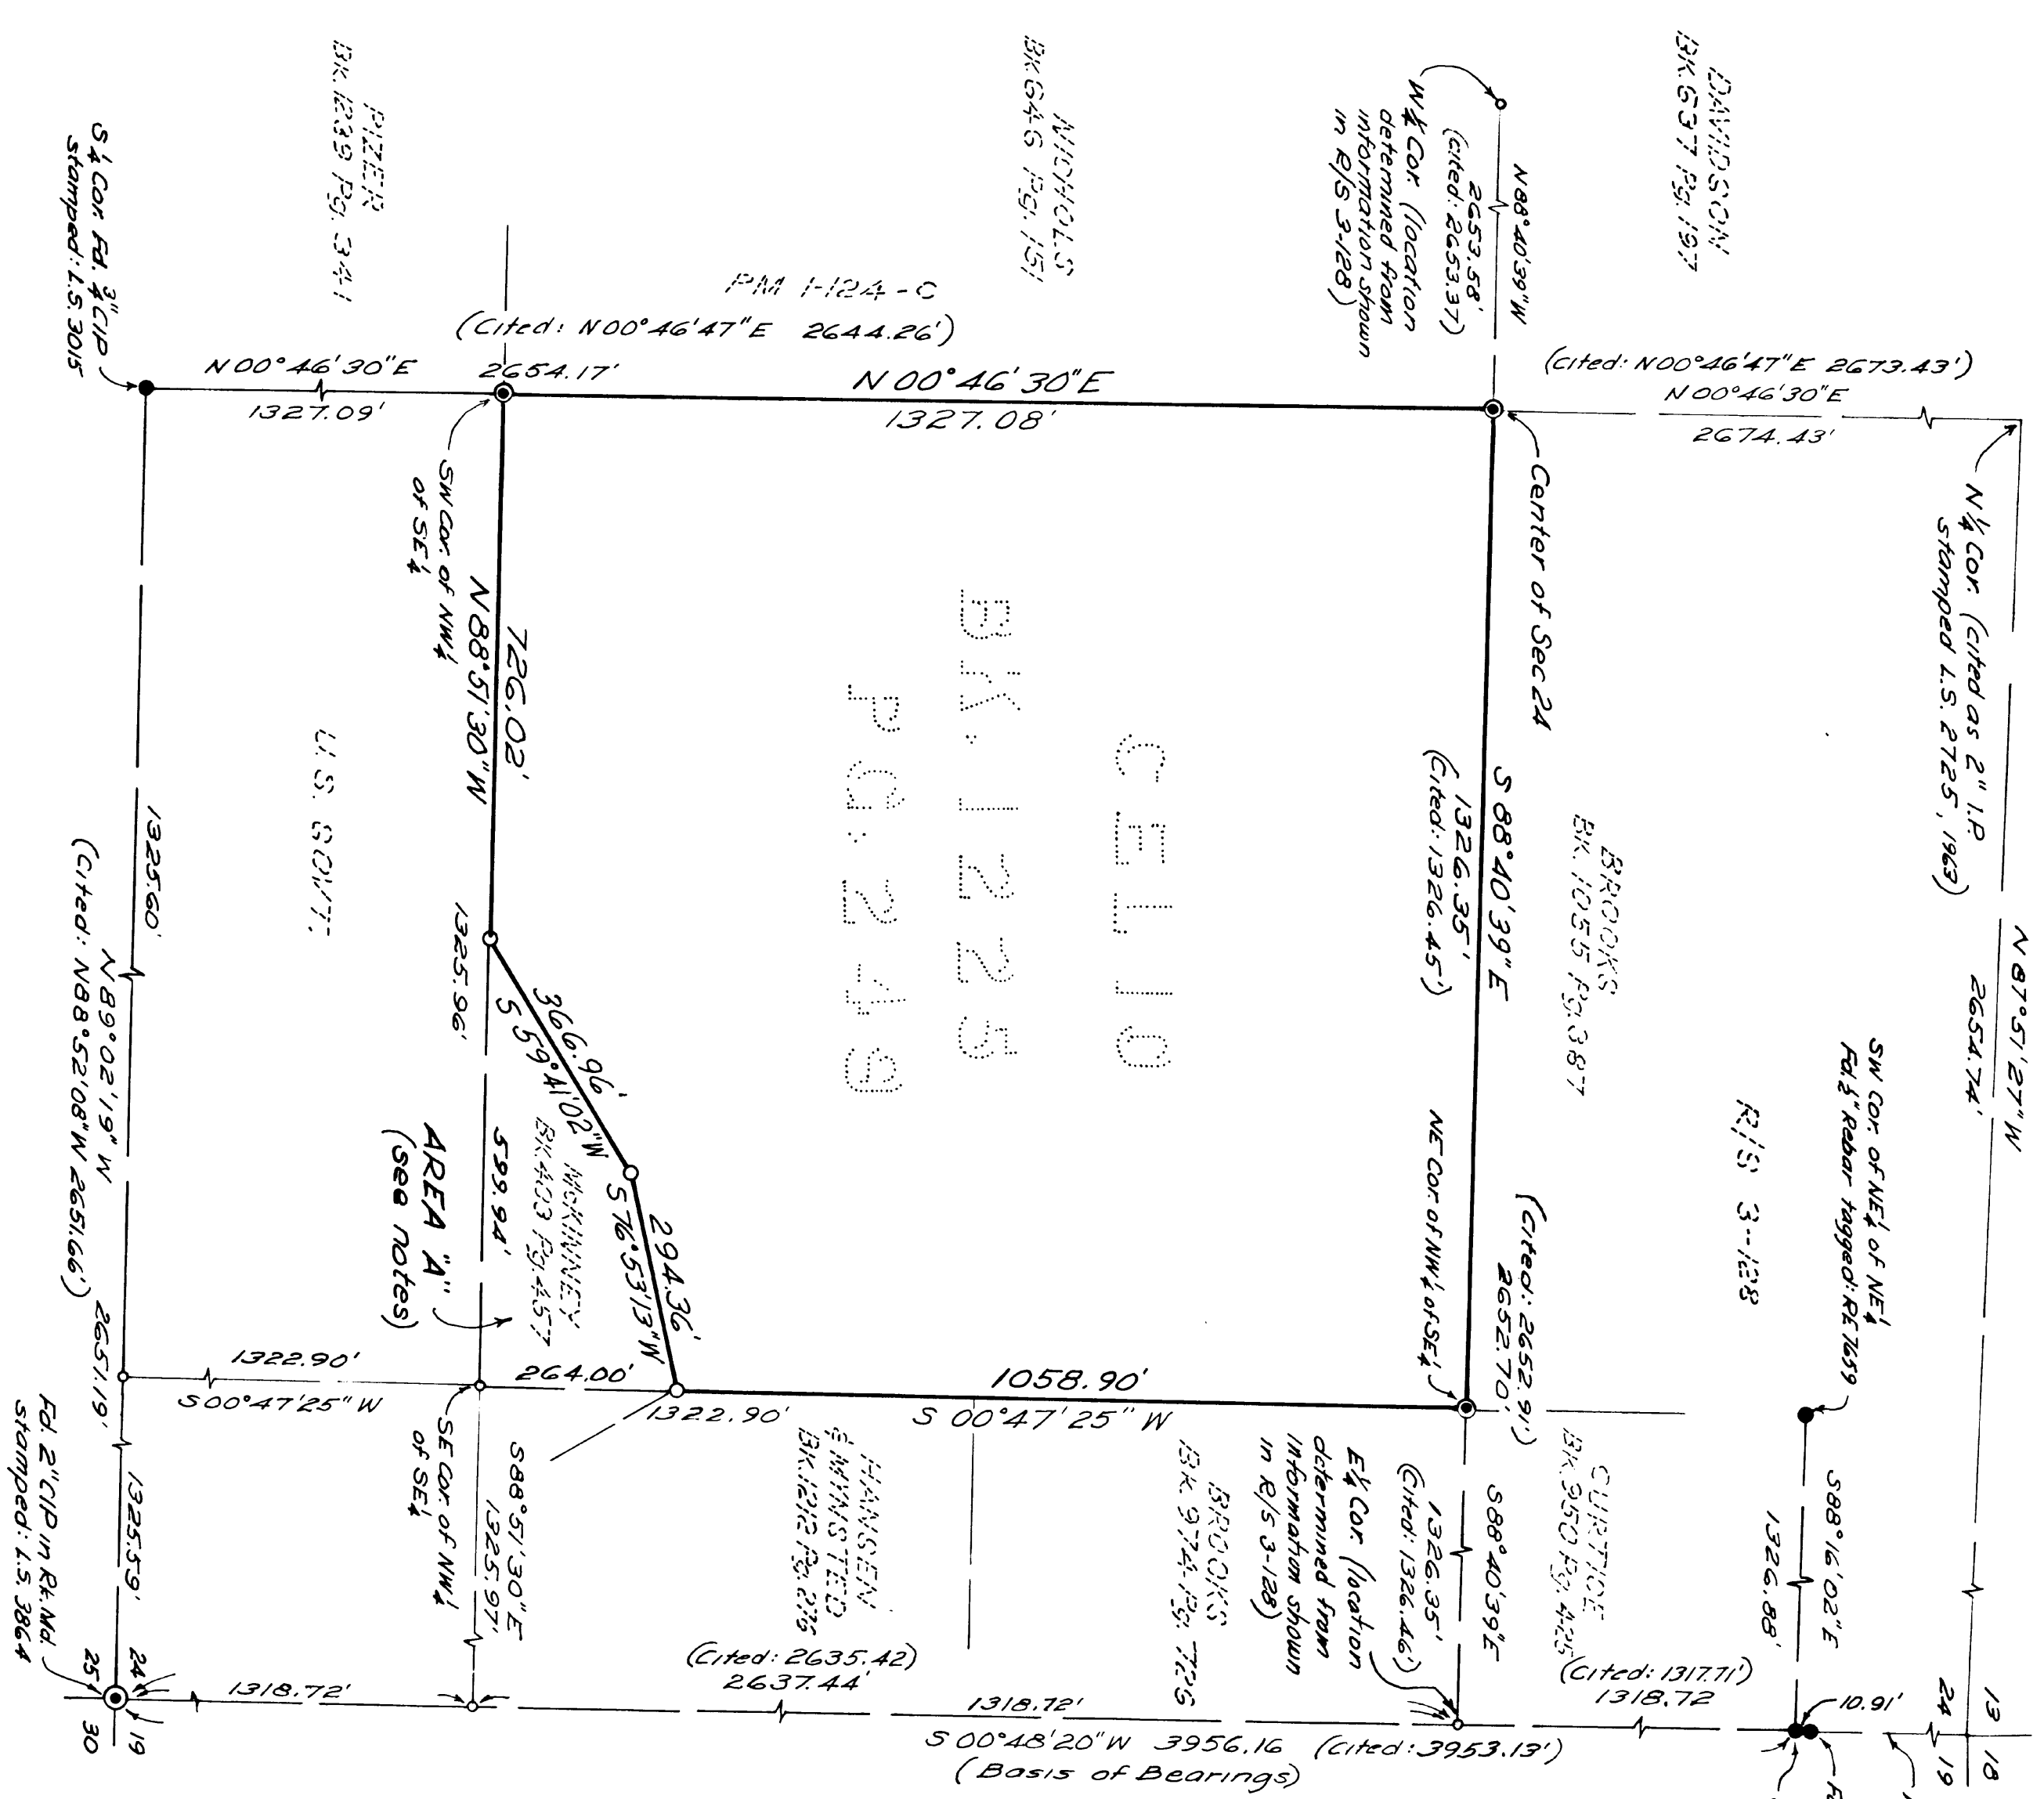 DAVIDSON
BK.637 Pg.197
N88°40'39"W
2653.58'
(cited: 2653.37)
W¼ Cor. (location
determined from
information shown
in R/S 3-128)
NICHOLS
BK 646 Pg. 151
PM 1-124-C
PIZER
BK. 1239 Pg. 341
S¼ Cor. Fd. ¾" CIP
stamped: L.S. 3015
(Cited: N00°46'47"E 2644.26')
N00°46'30"E
2654.17'
1327.09'
N00°46'30"E
1327.08'
(Cited: N00°46'47"E 2673.43')
N00°46'30"E
2674.43'
N¼ Cor. (cited as 2" I.P.
stamped L.S. 2725, 1963)
N87°51'27"W
2654.74'
Center of Sec 24
SW Cor. of NW¼
of SE¼
726.02'
N88°51'30"W
S88°40'39"E
1326.35'
(Cited: 1326.45')
CELIO
BK. 1225
PG. 249
BROOKS
BK. 1055 Pg. 387
R/S 3-128
SW Cor. of NE¼ of NE¼
Fd. ½" Rebar tagged: RE 7659
U.S. GOVT.
1325.60'
N89°02'19"W
(Cited: N88°52'08"W 2651.66')
2651.19'
1325.96'
366.96'
S59°41'02"W
294.36'
S76°53'13"W
McKINNEY
BK 403 Pg. 457
599.94'
AREA "A"
(see notes)
NE Cor. of NW¼ of SE¼
(Cited: 2652.91')
2652.70'
1322.90'
S00°47'25"W
264.00'
1322.90'
1058.90'
S00°47'25"W
SE Cor. of NW¼
of SE¼
S88°51'30"E
1325.97'
HANSEN
& MYNSTED
BK.1212 Pg. 276
BROOKS
BK. 974 Pg. 726
E¼ Cor. (location
determined from
information shown
in R/S 3-128)
S88°40'39"E
1326.35'
(Cited: 1326.46')
CURTICE
BK. 950 Pg. 425
S88°16'02"E
1326.88'
1325.59'
Fd. 2" CIP in Rk. Md.
stamped: L.S. 3864
24
25
19
30
1318.72'
(Cited: 2635.42)
2637.44'
1318.72'
S00°48'20"W 3956.16 (Cited: 3953.13')
(Basis of Bearings)
(Cited: 1317.71')
1318.72
10.91'
13
18
24
19